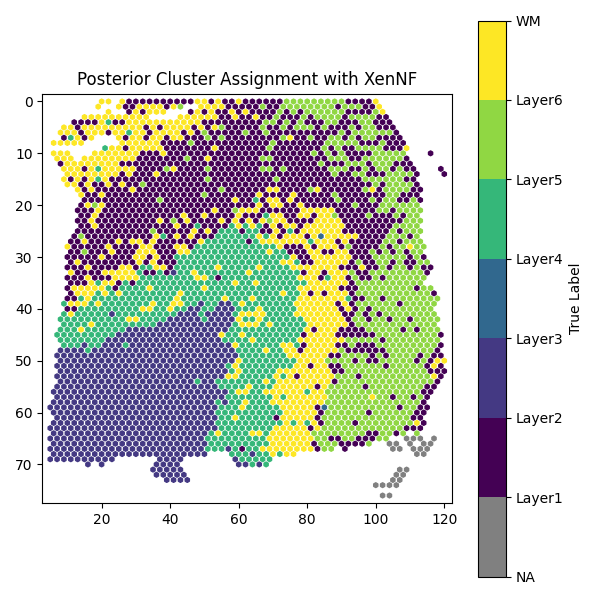 Posterior Cluster Assignment with XenNF
0
10
20
30
40
50
60
70
20
40
60
80
100
120
WM
Layer6
Layer5
Layer4
Layer3
Layer2
Layer1
NA
True Label